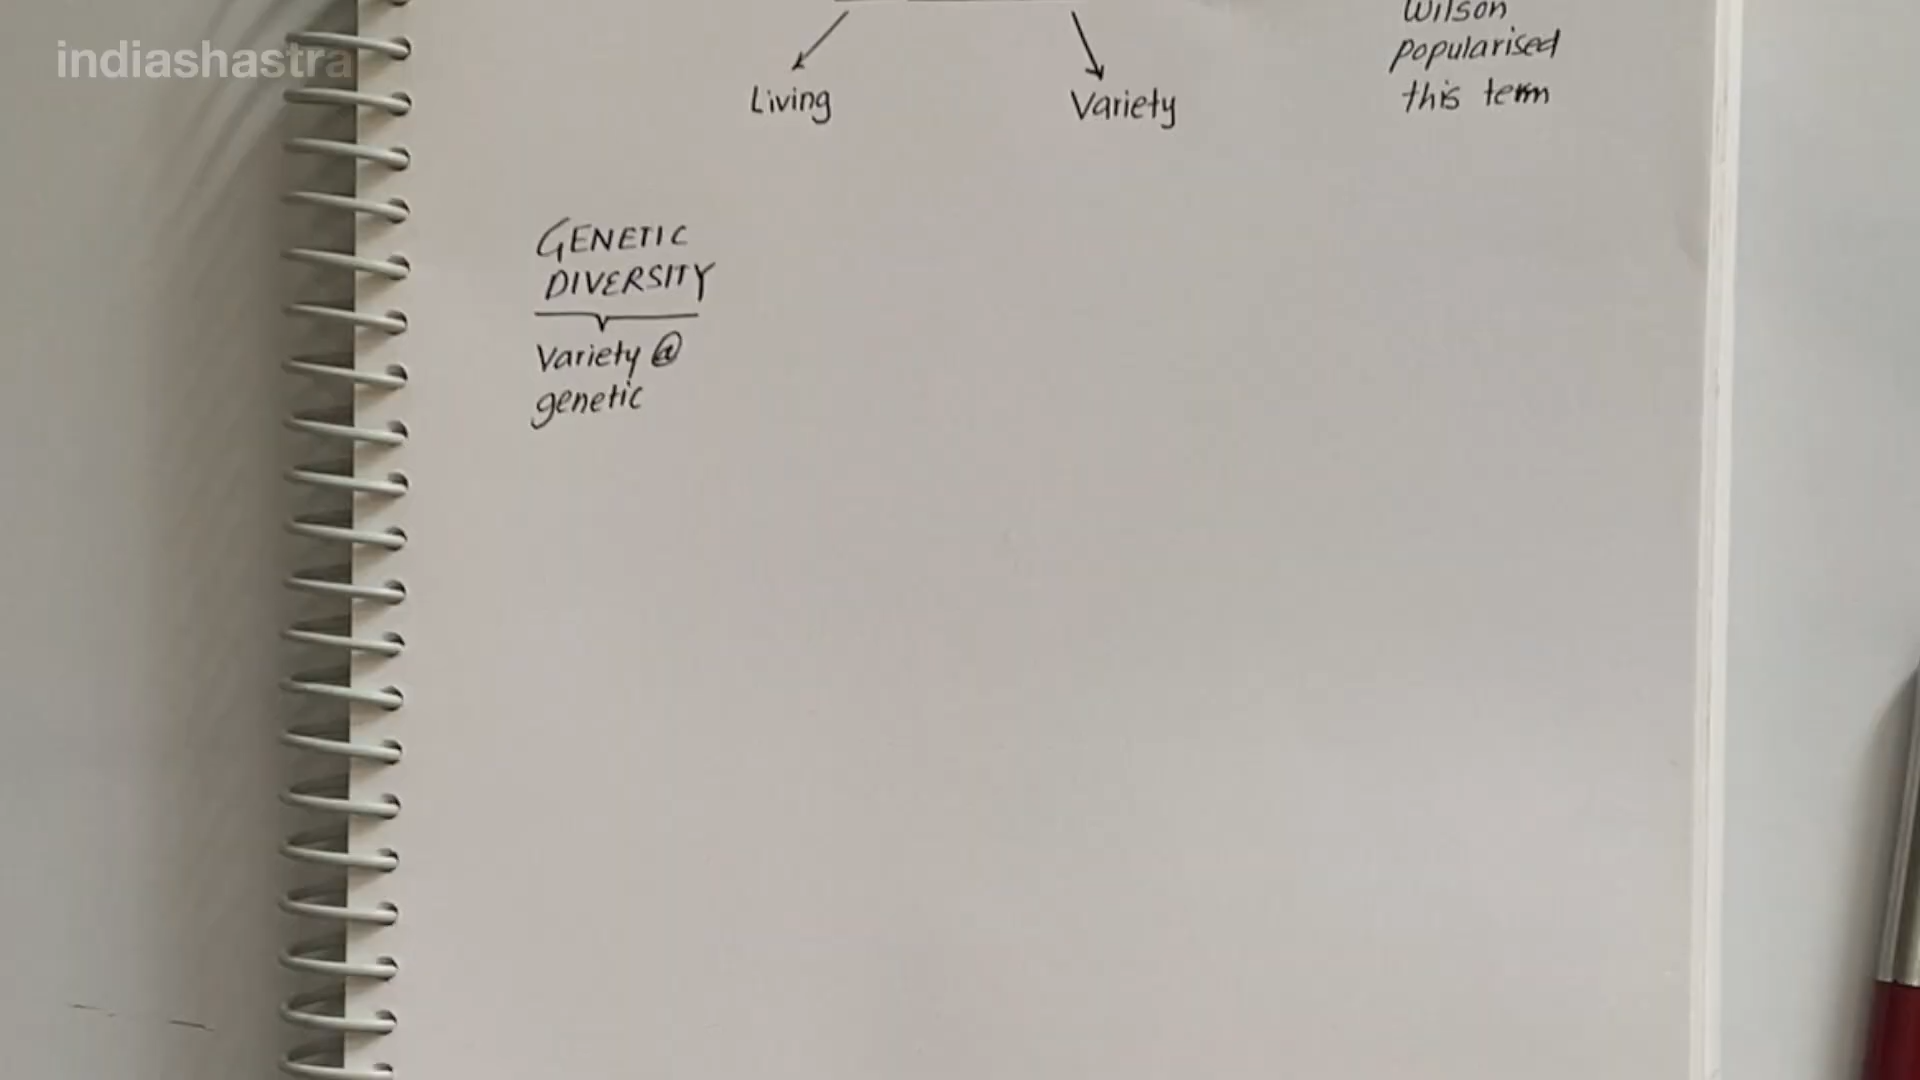 indiashastra
Wilson
popularised
this term
Living
Variety
GENETIC
DIVERSITY
Variety @
genetic